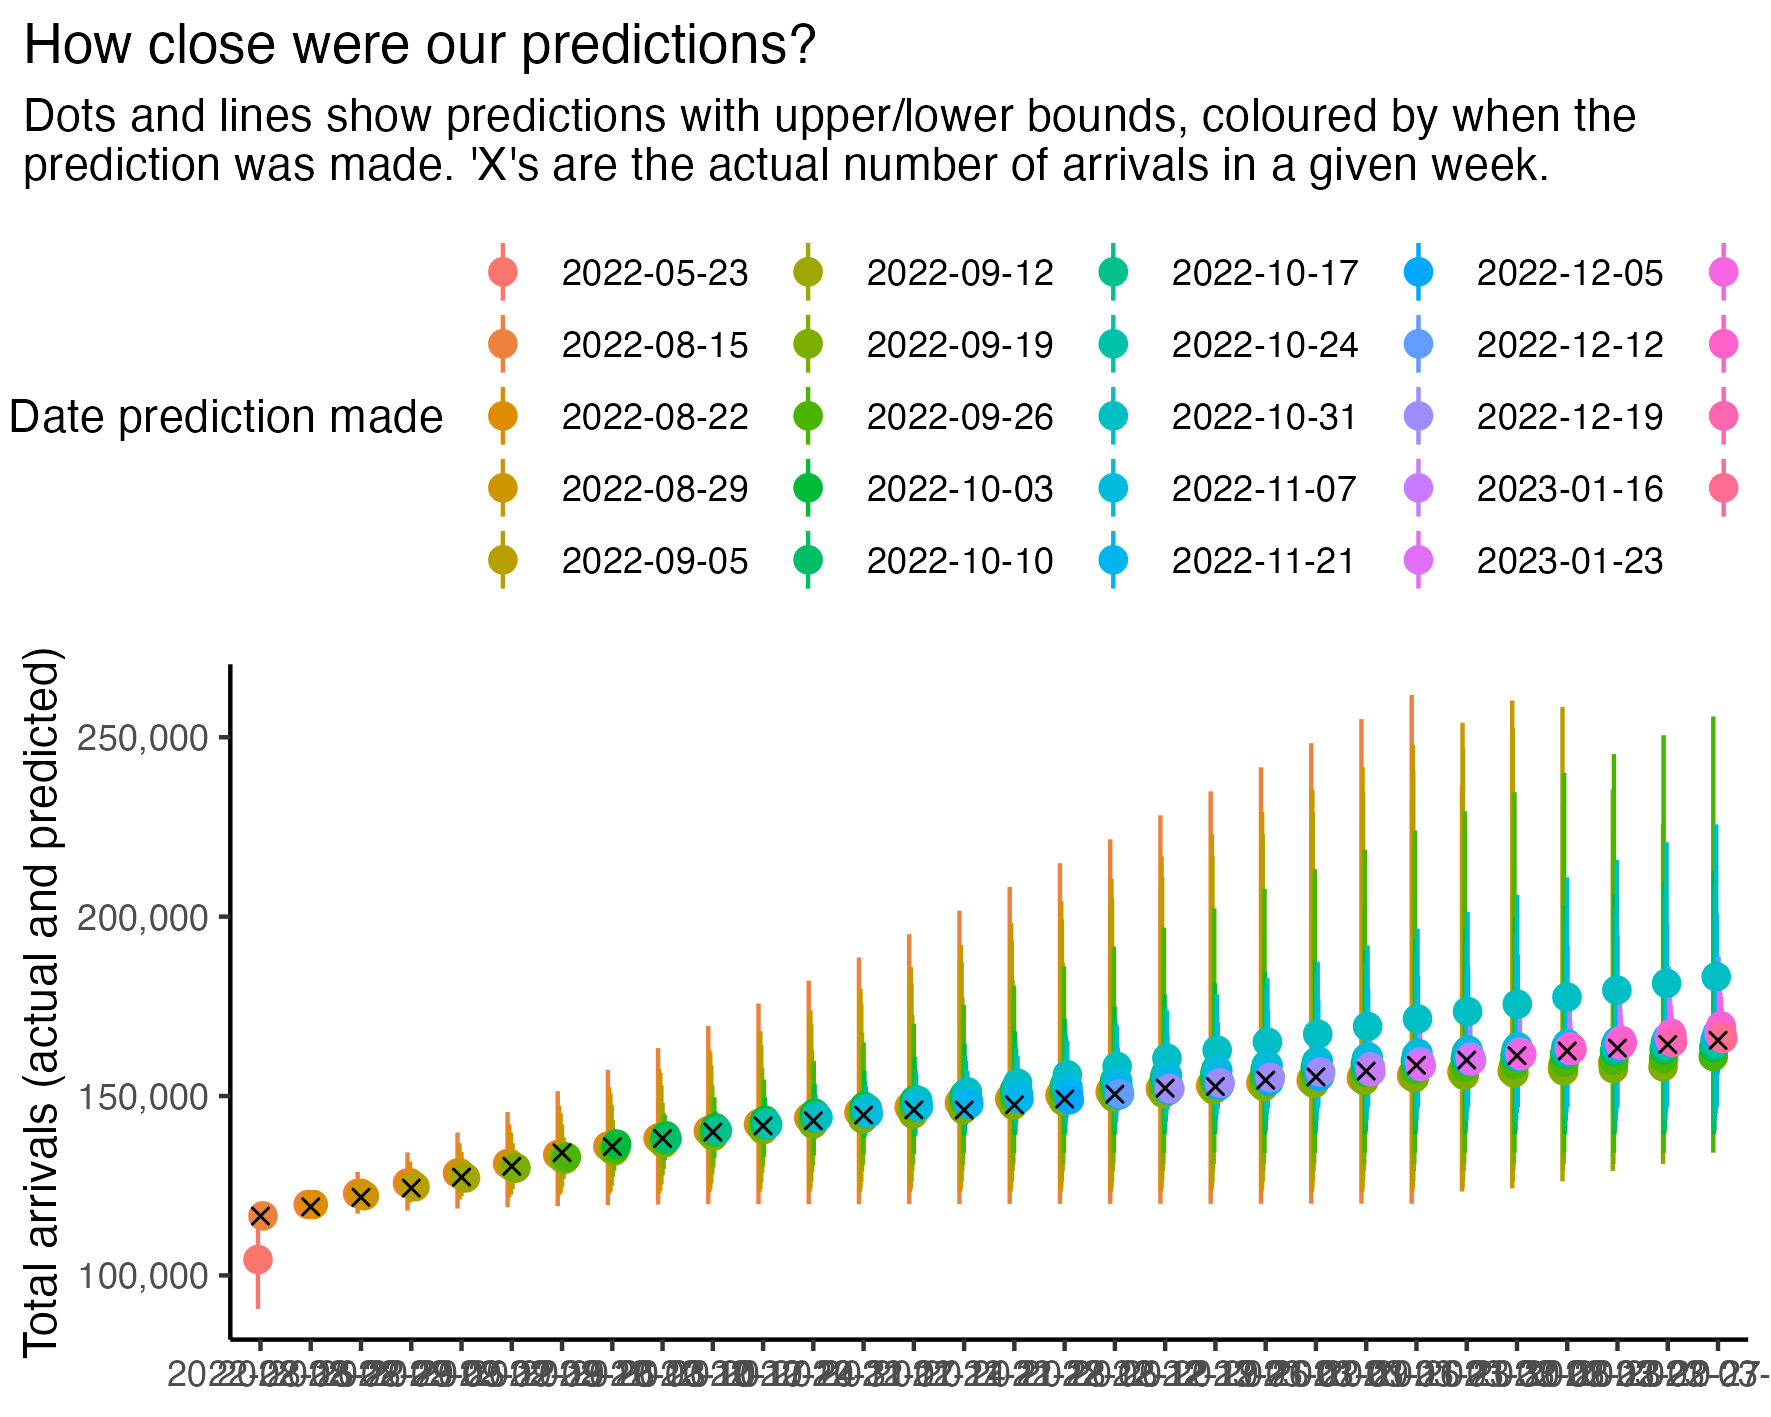 How close were our predictions?
Dots and lines show predictions with upper/lower bounds, coloured by when the
prediction was made. 'X's are the actual number of arrivals in a given week.
Date prediction made
2022-05-23 2022-09-12 2022-10-17 2022-12-05
2022-08-15 2022-09-19 2022-10-24 2022-12-12
2022-08-22 2022-09-26 2022-10-31 2022-12-19
2022-08-29 2022-10-03 2022-11-07 2023-01-16
2022-09-05 2022-10-10 2022-11-21 2023-01-23
Total arrivals (actual and predicted)
250,000
200,000
150,000
100,000